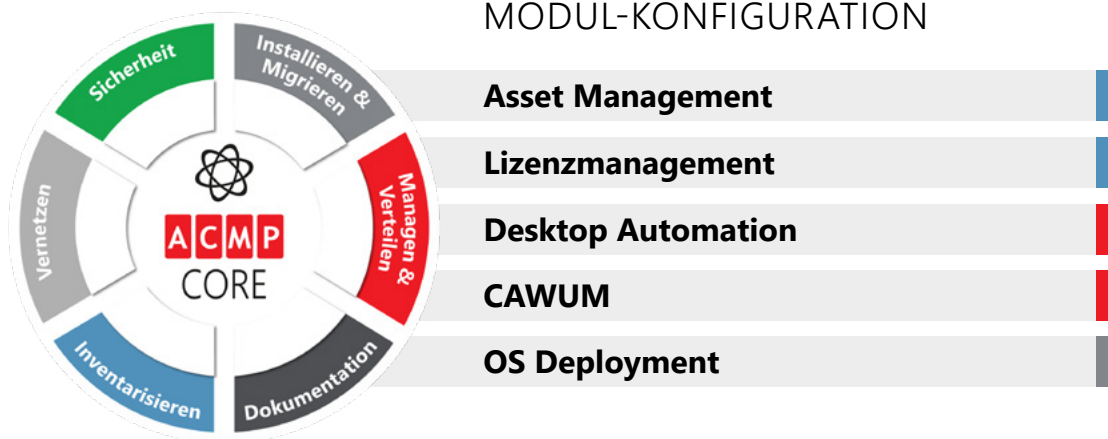 MODUL-KONFIGURATION
Sicherheit
Installieren &
Migrieren
Managen &
Verteilen
Dokumentation
Inventarisieren
Vernetzen
ACMP
CORE
Asset Management
Lizenzmanagement
Desktop Automation
CAWUM
OS Deployment